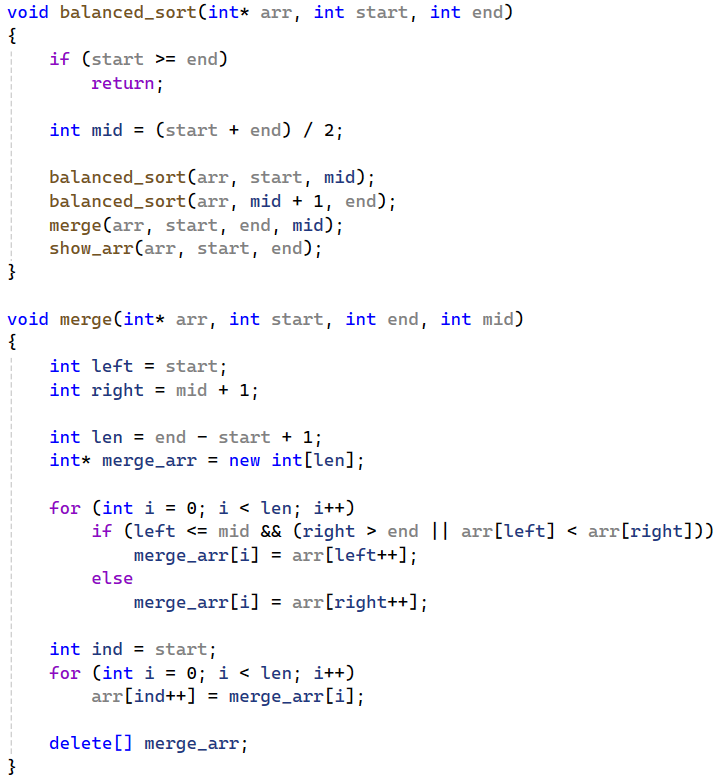 void balanced_sort(int* arr, int start, int end)
{
    if (start >= end)
        return;

    int mid = (start + end) / 2;

    balanced_sort(arr, start, mid);
    balanced_sort(arr, mid + 1, end);
    merge(arr, start, end, mid);
    show_arr(arr, start, end);
}

void merge(int* arr, int start, int end, int mid)
{
    int left = start;
    int right = mid + 1;

    int len = end - start + 1;
    int* merge_arr = new int[len];

    for (int i = 0; i < len; i++)
        if (left <= mid && (right > end || arr[left] < arr[right]))
            merge_arr[i] = arr[left++];
        else
            merge_arr[i] = arr[right++];

    int ind = start;
    for (int i = 0; i < len; i++)
        arr[ind++] = merge_arr[i];

    delete[] merge_arr;
}